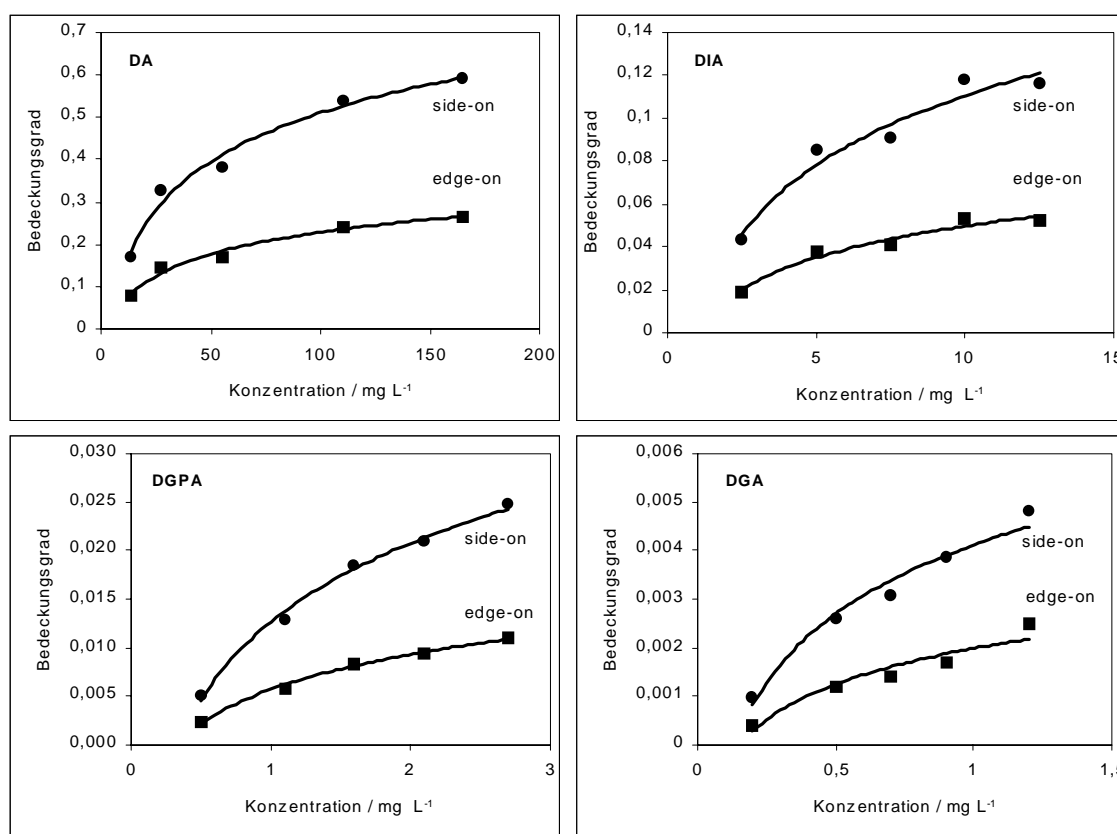 DA
0,7
0,6
0,5
0,4
0,3
0,2
0,1
0
Bedeckungsgrad
side-on
edge-on
0 50 100 150 200
Konzentration / mg L⁻¹
DIA
0,14
0,12
0,10
0,08
0,06
0,04
0,02
0,00
Bedeckungsgrad
side-on
edge-on
0 5 10 15
Konzentration / mg L⁻¹
DGPA
0,030
0,025
0,020
0,015
0,010
0,005
0,000
Bedeckungsgrad
side-on
edge-on
0 1 2 3
Konzentration / mg L⁻¹
DGA
0,006
0,005
0,004
0,003
0,002
0,001
0
Bedeckungsgrad
side-on
edge-on
0 0,5 1 1,5
Konzentration / mg L⁻¹